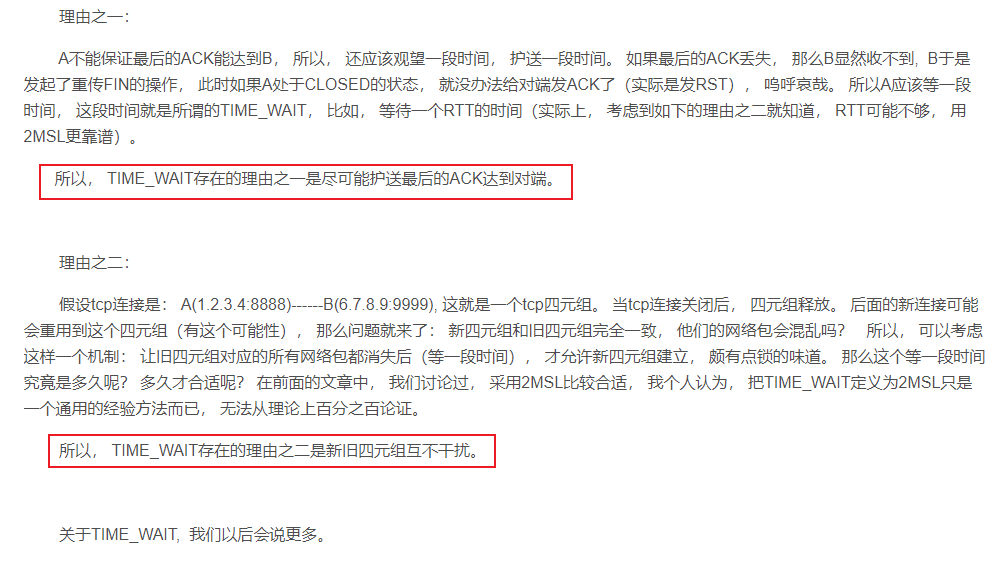 理由之一：
A不能保证最后的ACK能达到B， 所以， 还应该观望一段时间， 护送一段时间。 如果最后的ACK丢失， 那么B显然收不到, B于是
发起了重传FIN的操作， 此时如果A处于CLOSED的状态， 就没办法给对端发ACK了（实际是发RST）， 呜呼哀哉。 所以A应该等一段
时间， 这段时间就是所谓的TIME_WAIT， 比如， 等待一个RTT的时间（实际上， 考虑到如下的理由之二就知道， RTT可能不够， 用
2MSL更靠谱）。
所以， TIME_WAIT存在的理由之一是尽可能护送最后的ACK达到对端。
理由之二：
假设tcp连接是： A(1.2.3.4:8888)------B(6.7.8.9:9999), 这就是一个tcp四元组。 当tcp连接关闭后， 四元组释放。 后面的新连接可能
会重用到这个四元组（有这个可能性）， 那么问题就来了： 新四元组和旧四元组完全一致， 他们的网络包会混乱吗？ 所以， 可以考虑
这样一个机制： 让旧四元组对应的所有网络包都消失后（等一段时间）， 才允许新四元组建立， 颇有点锁的味道。 那么这个等一段时间
究竟是多久呢？ 多久才合适呢？ 在前面的文章中， 我们讨论过， 采用2MSL比较合适， 我个人认为， 把TIME_WAIT定义为2MSL只是
一个通用的经验方法而已， 无法从理论上百分之百论证。
所以， TIME_WAIT存在的理由之二是新旧四元组互不干扰。
关于TIME_WAIT, 我们以后会说更多。